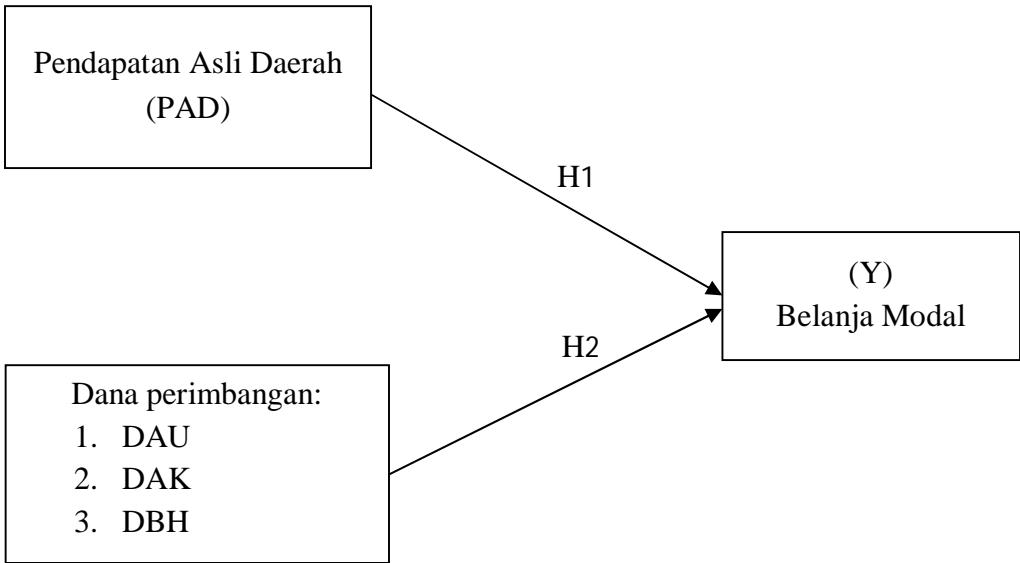 Pendapatan Asli Daerah
(PAD)
H1
(Y)
Belanja Modal
H2
Dana perimbangan:
1. DAU
2. DAK
3. DBH